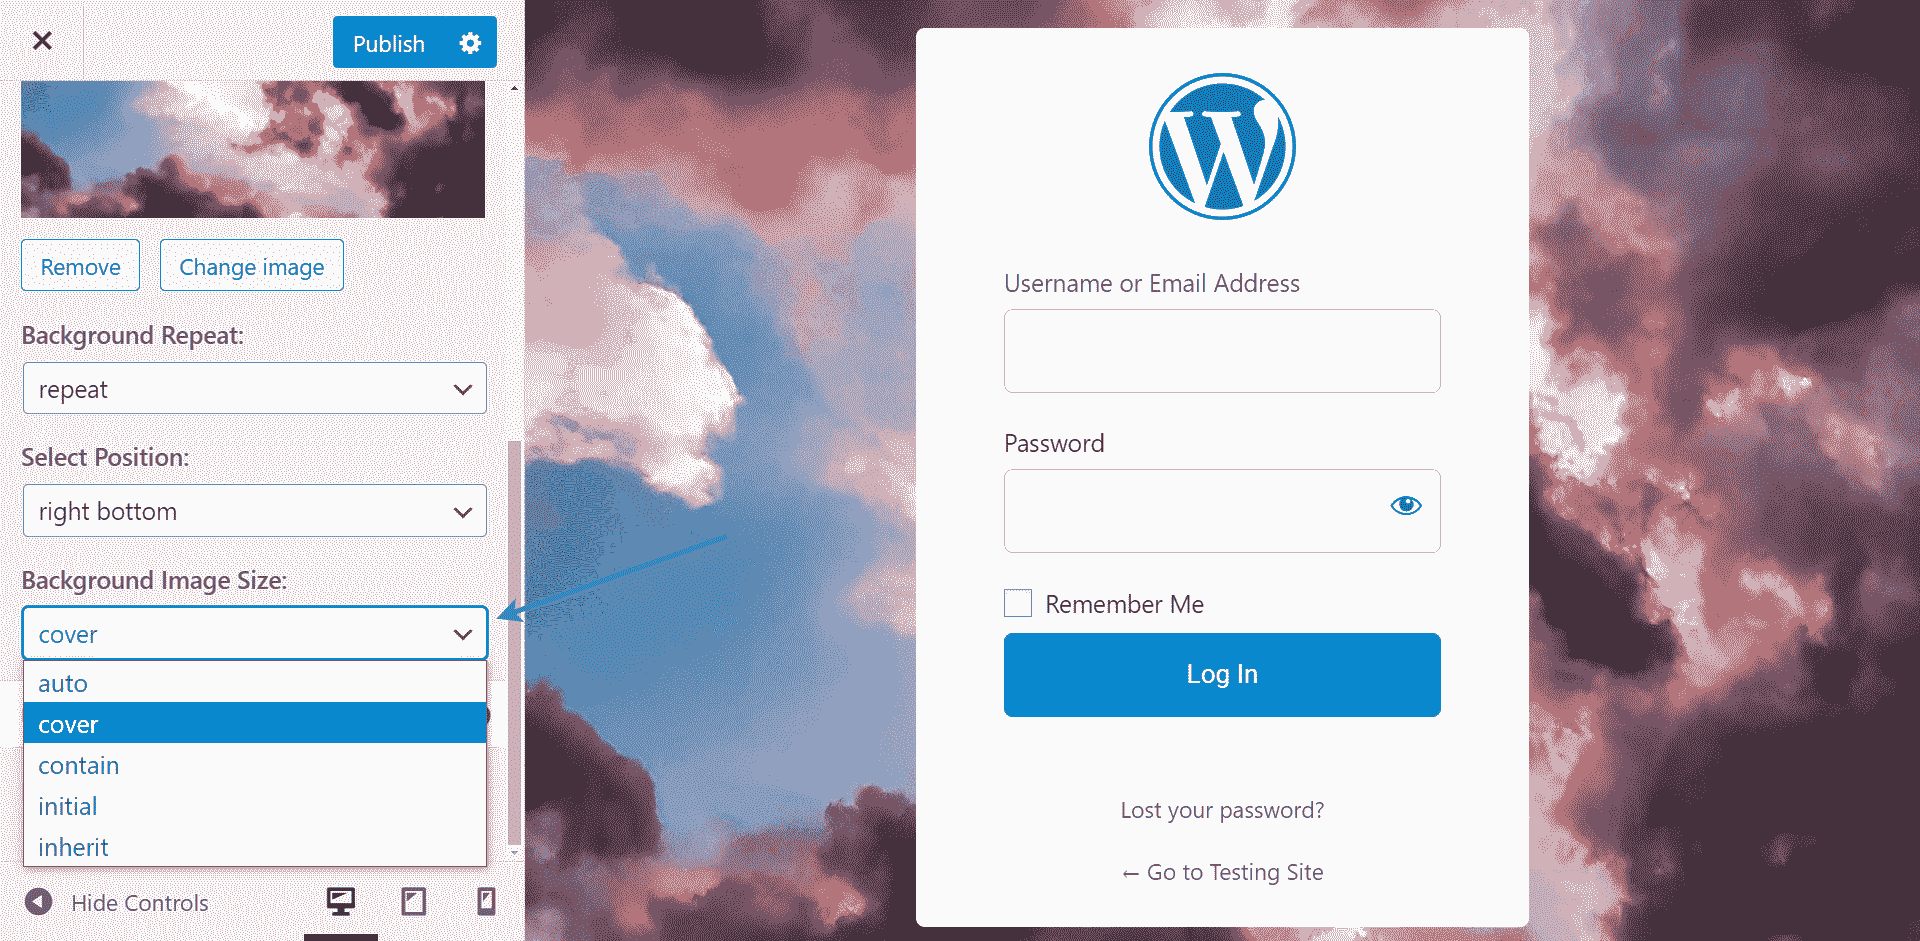 Publish
Remove
Change image
Background Repeat:
repeat
Select Position:
right bottom
Background Image Size:
cover
auto
cover
contain
initial
inherit
Hide Controls
Username or Email Address
Password
Remember Me
Log In
Lost your password?
← Go to Testing Site